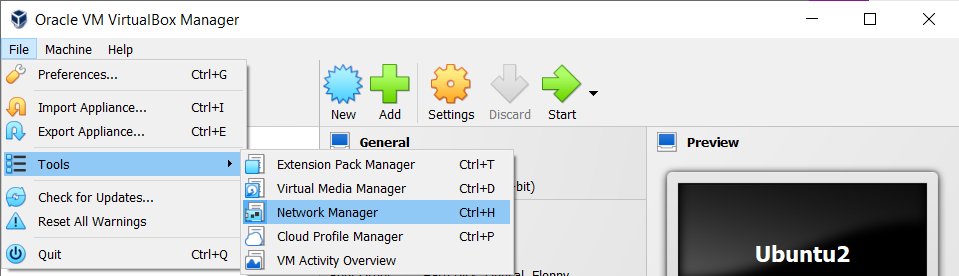 Oracle VM VirtualBox Manager
File Machine Help
Preferences... Ctrl+G
Import Appliance... Ctrl+I
Export Appliance... Ctrl+E
Tools
Check for Updates...
Reset All Warnings
Quit Ctrl+Q
Extension Pack Manager Ctrl+T
Virtual Media Manager Ctrl+D
Network Manager Ctrl+H
Cloud Profile Manager Ctrl+P
VM Activity Overview
New Add Settings Discard Start
General
-bit)
Preview
Ubuntu2